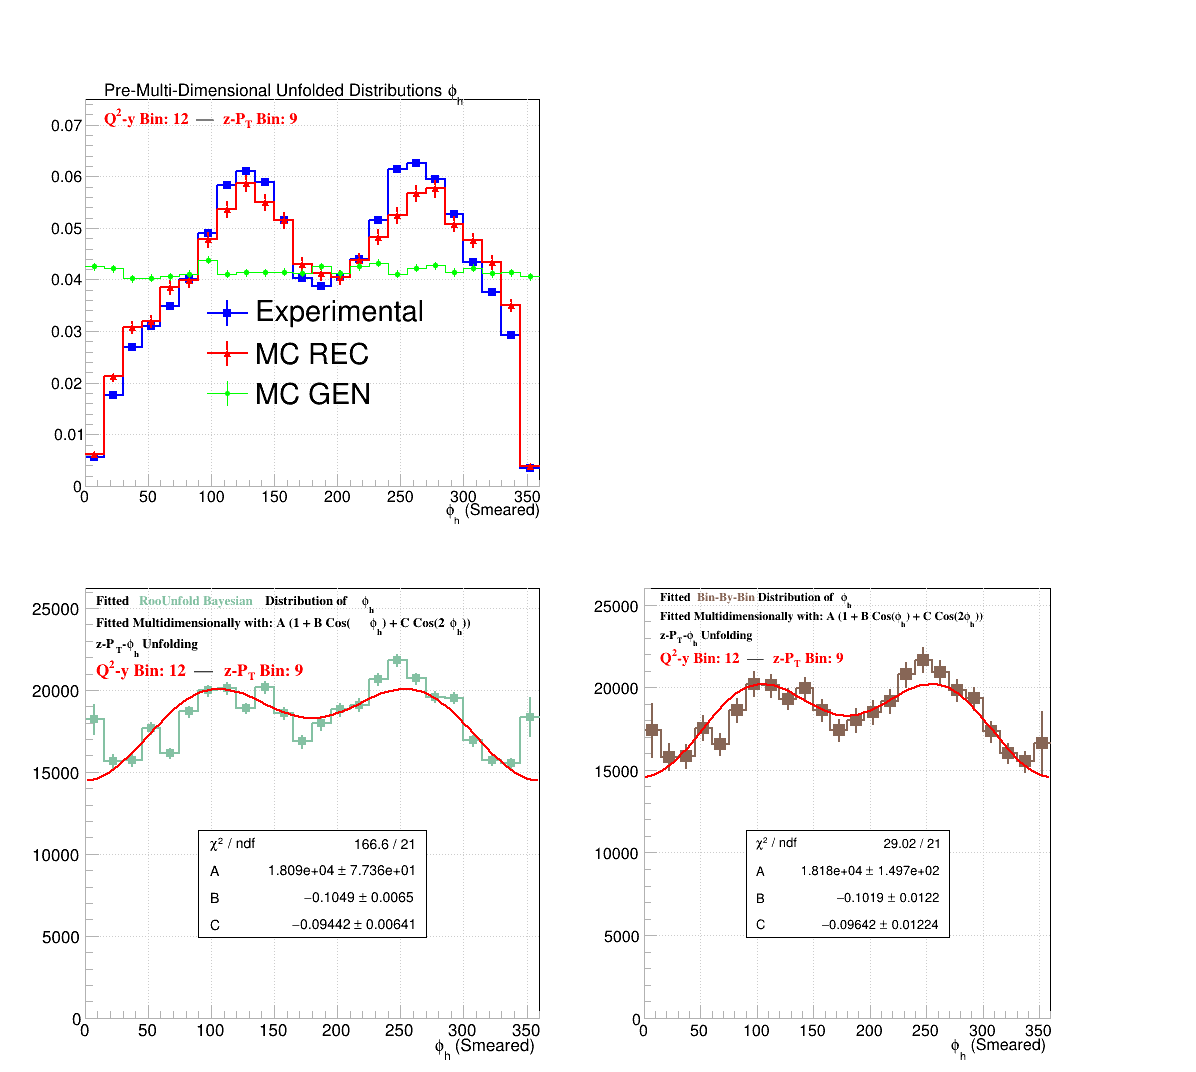 Pre-Multi-Dimensional Unfolded Distributions ϕh
Q2-y Bin: 12 — z-PT Bin: 9
0.07
0.06
0.05
0.04
0.03
0.02
0.01
0
Experimental
MC REC
MC GEN
0 50 100 150 200 250 300 350
ϕh (Smeared)
Fitted RooUnfold Bayesian Distribution of ϕh
Fitted Multidimensionally with: A (1 + B Cos( ϕh) + C Cos(2 ϕh))
z-PT-ϕh Unfolding
Q2-y Bin: 12 — z-PT Bin: 9
25000
20000
15000
10000
5000
0
χ2 / ndf 166.6 / 21
A 1.809e+04 ± 7.736e+01
B −0.1049 ± 0.0065
C −0.09442 ± 0.00641
0 50 100 150 200 250 300 350
ϕh (Smeared)
Fitted Bin-By-Bin Distribution of ϕh
Fitted Multidimensionally with: A (1 + B Cos(ϕh) + C Cos(2ϕh))
z-PT-ϕh Unfolding
Q2-y Bin: 12 — z-PT Bin: 9
25000
20000
15000
10000
5000
0
χ2 / ndf 29.02 / 21
A 1.818e+04 ± 1.497e+02
B −0.1019 ± 0.0122
C −0.09642 ± 0.01224
0 50 100 150 200 250 300 350
ϕh (Smeared)